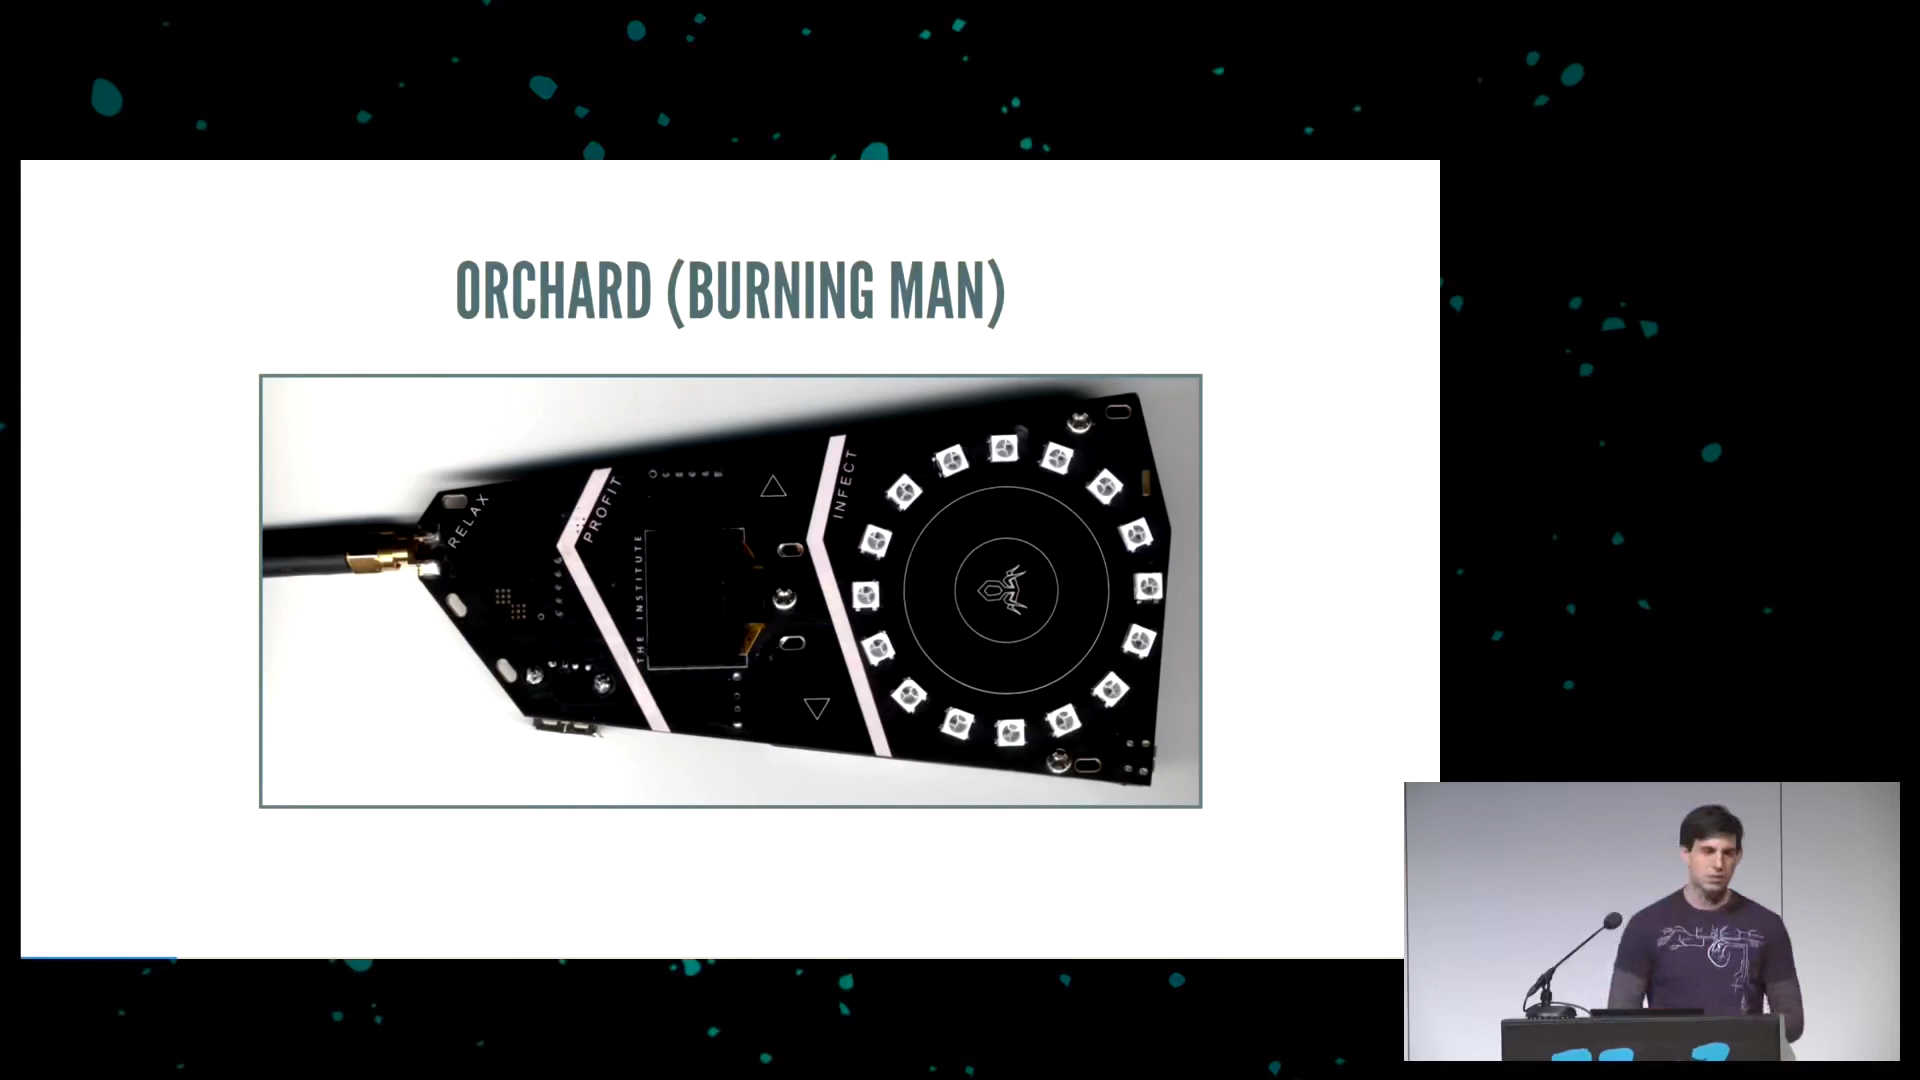 ORCHARD (BURNING MAN)
RELAX
PROFIT
THE INSTITUTE
INFECT